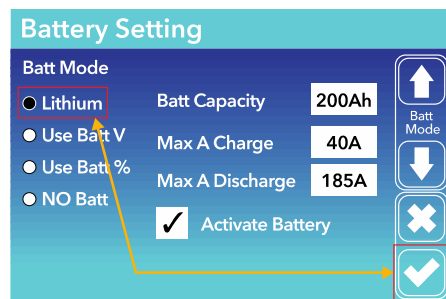 Battery Setting
Batt Mode
Lithium
Use Batt V
Use Batt %
NO Batt
Batt Capacity 200Ah
Max A Charge 40A
Max A Discharge 185A
Activate Battery
Batt
Mode